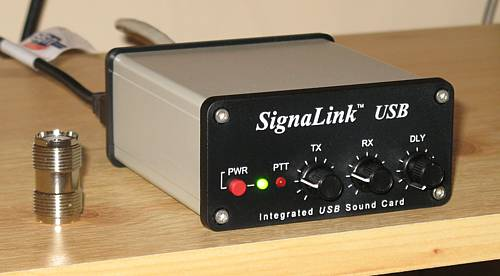 SignaLink™ USB
TX RX DLY
PWR PTT
Integrated USB Sound Card